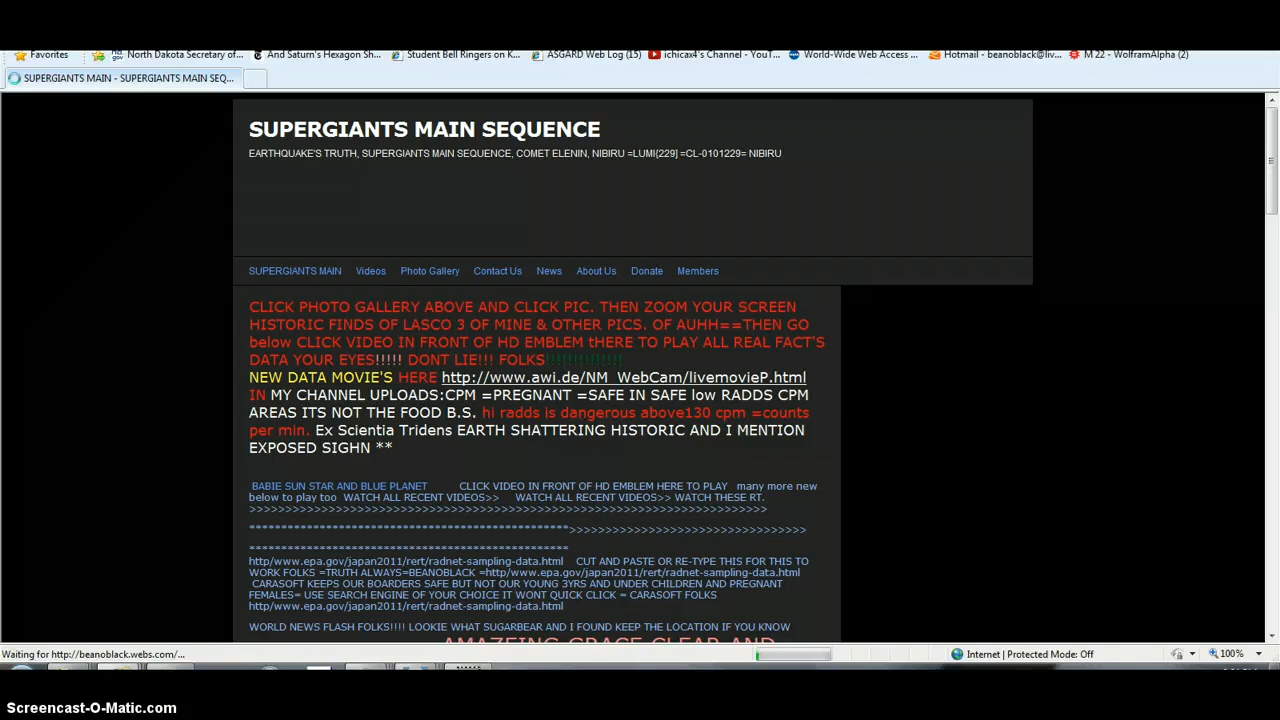 Favorites North Dakota Secretary of... And Saturn's Hexagon Sh... Student Bell Ringers on K... ASGARD Web Log (15) ichicax4's Channel - YouT... World-Wide Web Access ... Hotmail - beanoblack@liv... M 22 - WolframAlpha (2)
SUPERGIANTS MAIN - SUPERGIANTS MAIN SEQ...
SUPERGIANTS MAIN SEQUENCE
EARTHQUAKE'S TRUTH, SUPERGIANTS MAIN SEQUENCE, COMET ELENIN, NIBIRU =LUMI{229] =CL-0101229= NIBIRU
SUPERGIANTS MAIN Videos Photo Gallery Contact Us News About Us Donate Members
CLICK PHOTO GALLERY ABOVE AND CLICK PIC. THEN ZOOM YOUR SCREEN
HISTORIC FINDS OF LASCO 3 OF MINE & OTHER PICS. OF AUHH==THEN GO
below CLICK VIDEO IN FRONT OF HD EMBLEM tHERE TO PLAY ALL REAL FACT'S
DATA YOUR EYES!!!!! DONT LIE!!! FOLKS!!!!!!!!!!!!!!
NEW DATA MOVIE'S HERE http://www.awi.de/NM_WebCam/livemovieP.html
IN MY CHANNEL UPLOADS:CPM =PREGNANT =SAFE IN SAFE low RADDS CPM
AREAS ITS NOT THE FOOD B.S. hi radds is dangerous above130 cpm =counts
per min. Ex Scientia Tridens EARTH SHATTERING HISTORIC AND I MENTION
EXPOSED SIGHN **
BABIE SUN STAR AND BLUE PLANET CLICK VIDEO IN FRONT OF HD EMBLEM HERE TO PLAY many more new
below to play too WATCH ALL RECENT VIDEOS>> WATCH ALL RECENT VIDEOS>> WATCH THESE RT.
>>>>>>>>>>>>>>>>>>>>>>>>>>>>>>>>>>>>>>>>>>>>>>>>>>>>>>>>>>>>>>>>>>>>>>>>
*****************************************************>>>>>>>>>>>>>>>>>>>>>>>>>>>>>>>>>
*****************************************************
http/www.epa.gov/japan2011/rert/radnet-sampling-data.html CUT AND PASTE OR RE-TYPE THIS FOR THIS TO
WORK FOLKS =TRUTH ALWAYS=BEANOBLACK =http/www.epa.gov/japan2011/rert/radnet-sampling-data.html
CARASOFT KEEPS OUR BOARDERS SAFE BUT NOT OUR YOUNG 3YRS AND UNDER CHILDREN AND PREGNANT
FEMALES= USE SEARCH ENGINE OF YOUR CHOICE IT WONT QUICK CLICK = CARASOFT FOLKS
http/www.epa.gov/japan2011/rert/radnet-sampling-data.html
WORLD NEWS FLASH FOLKS!!!! LOOKIE WHAT SUGARBEAR AND I FOUND KEEP THE LOCATION IF YOU KNOW
AMAZEING GRACE CLEAR AND
Waiting for http://beanoblack.webs.com/... Internet | Protected Mode: Off 100%
Screencast-O-Matic.com